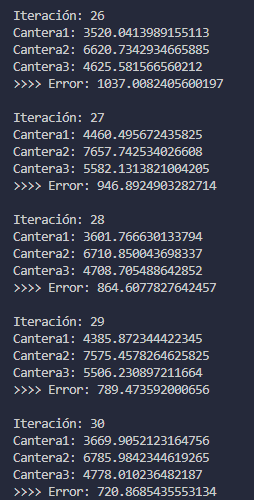 Iteración: 26
Cantera1: 3520.0413989155113
Cantera2: 6620.7342934665885
Cantera3: 4625.581566560212
>>>> Error: 1037.0082405600197
Iteración: 27
Cantera1: 4460.495672435825
Cantera2: 7657.742534026608
Cantera3: 5582.1313821004205
>>>> Error: 946.8924903282714
Iteración: 28
Cantera1: 3601.766630133794
Cantera2: 6710.850043698337
Cantera3: 4708.705488642852
>>>> Error: 864.6077827642457
Iteración: 29
Cantera1: 4385.872344422345
Cantera2: 7575.4578264625825
Cantera3: 5506.230897211664
>>>> Error: 789.473592000656
Iteración: 30
Cantera1: 3669.9052123164756
Cantera2: 6785.9842344619265
Cantera3: 4778.010236482187
>>>> Error: 720.8685435553134